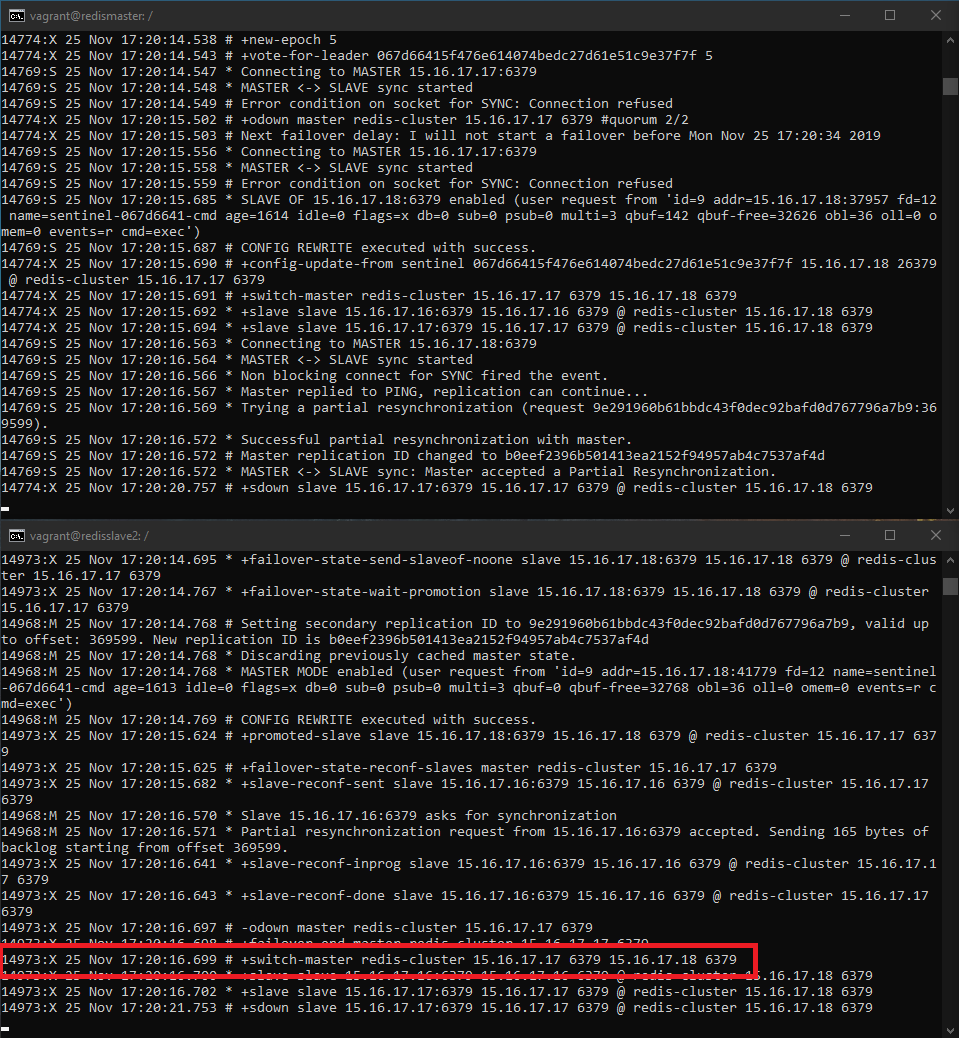 vagrant@redismaster: /
14774:X 25 Nov 17:20:14.538 # +new-epoch 5
14774:X 25 Nov 17:20:14.543 # +vote-for-leader 067d66415f476e614074bedc27d61e51c9e37f7f 5
14769:S 25 Nov 17:20:14.547 * Connecting to MASTER 15.16.17.17:6379
14769:S 25 Nov 17:20:14.548 * MASTER <-> SLAVE sync started
14769:S 25 Nov 17:20:14.549 # Error condition on socket for SYNC: Connection refused
14774:X 25 Nov 17:20:15.502 # +odown master redis-cluster 15.16.17.17 6379 #quorum 2/2
14774:X 25 Nov 17:20:15.503 # Next failover delay: I will not start a failover before Mon Nov 25 17:20:34 2019
14769:S 25 Nov 17:20:15.556 * Connecting to MASTER 15.16.17.17:6379
14769:S 25 Nov 17:20:15.558 * MASTER <-> SLAVE sync started
14769:S 25 Nov 17:20:15.559 # Error condition on socket for SYNC: Connection refused
14769:S 25 Nov 17:20:15.685 * SLAVE OF 15.16.17.18:6379 enabled (user request from 'id=9 addr=15.16.17.18:37957 fd=12
name=sentinel-067d6641-cmd age=1614 idle=0 flags=x db=0 sub=0 psub=0 multi=3 qbuf=142 qbuf-free=32626 obl=36 oll=0 o
mem=0 events=r cmd=exec')
14769:S 25 Nov 17:20:15.687 # CONFIG REWRITE executed with success.
14774:X 25 Nov 17:20:15.690 # +config-update-from sentinel 067d66415f476e614074bedc27d61e51c9e37f7f 15.16.17.18 26379
@ redis-cluster 15.16.17.17 6379
14774:X 25 Nov 17:20:15.691 # +switch-master redis-cluster 15.16.17.17 6379 15.16.17.18 6379
14774:X 25 Nov 17:20:15.692 * +slave slave 15.16.17.16:6379 15.16.17.16 6379 @ redis-cluster 15.16.17.18 6379
14774:X 25 Nov 17:20:15.694 * +slave slave 15.16.17.17:6379 15.16.17.17 6379 @ redis-cluster 15.16.17.18 6379
14769:S 25 Nov 17:20:16.563 * Connecting to MASTER 15.16.17.18:6379
14769:S 25 Nov 17:20:16.564 * MASTER <-> SLAVE sync started
14769:S 25 Nov 17:20:16.566 * Non blocking connect for SYNC fired the event.
14769:S 25 Nov 17:20:16.567 * Master replied to PING, replication can continue...
14769:S 25 Nov 17:20:16.569 * Trying a partial resynchronization (request 9e291960b61bbdc43f0dec92bafd0d767796a7b9:36
9599).
14769:S 25 Nov 17:20:16.572 * Successful partial resynchronization with master.
14769:S 25 Nov 17:20:16.572 # Master replication ID changed to b0eef2396b501413ea2152f94957ab4c7537af4d
14769:S 25 Nov 17:20:16.572 * MASTER <-> SLAVE sync: Master accepted a Partial Resynchronization.
14774:X 25 Nov 17:20:20.757 # +sdown slave 15.16.17.17:6379 15.16.17.17 6379 @ redis-cluster 15.16.17.18 6379
vagrant@redisslave2: /
14973:X 25 Nov 17:20:14.695 * +failover-state-send-slaveof-noone slave 15.16.17.18:6379 15.16.17.18 6379 @ redis-clus
ter 15.16.17.17 6379
14973:X 25 Nov 17:20:14.767 * +failover-state-wait-promotion slave 15.16.17.18:6379 15.16.17.18 6379 @ redis-cluster
15.16.17.17 6379
14968:M 25 Nov 17:20:14.768 # Setting secondary replication ID to 9e291960b61bbdc43f0dec92bafd0d767796a7b9, valid up
to offset: 369599. New replication ID is b0eef2396b501413ea2152f94957ab4c7537af4d
14968:M 25 Nov 17:20:14.768 * Discarding previously cached master state.
14968:M 25 Nov 17:20:14.768 * MASTER MODE enabled (user request from 'id=9 addr=15.16.17.18:41779 fd=12 name=sentinel
-067d6641-cmd age=1613 idle=0 flags=x db=0 sub=0 psub=0 multi=3 qbuf=0 qbuf-free=32768 obl=36 oll=0 omem=0 events=r c
md=exec')
14968:M 25 Nov 17:20:14.769 # CONFIG REWRITE executed with success.
14973:X 25 Nov 17:20:15.624 # +promoted-slave slave 15.16.17.18:6379 15.16.17.18 6379 @ redis-cluster 15.16.17.17 637
9
14973:X 25 Nov 17:20:15.625 # +failover-state-reconf-slaves master redis-cluster 15.16.17.17 6379
14973:X 25 Nov 17:20:15.682 * +slave-reconf-sent slave 15.16.17.16:6379 15.16.17.16 6379 @ redis-cluster 15.16.17.17
6379
14968:M 25 Nov 17:20:16.570 * Slave 15.16.17.16:6379 asks for synchronization
14968:M 25 Nov 17:20:16.571 * Partial resynchronization request from 15.16.17.16:6379 accepted. Sending 165 bytes of
backlog starting from offset 369599.
14973:X 25 Nov 17:20:16.641 * +slave-reconf-inprog slave 15.16.17.16:6379 15.16.17.16 6379 @ redis-cluster 15.16.17.1
7 6379
14973:X 25 Nov 17:20:16.643 * +slave-reconf-done slave 15.16.17.16:6379 15.16.17.16 6379 @ redis-cluster 15.16.17.17
6379
14973:X 25 Nov 17:20:16.697 # -odown master redis-cluster 15.16.17.17 6379
14973:X 25 Nov 17:20:16.698 # +failover-end master redis-cluster 15.16.17.17 6379
14973:X 25 Nov 17:20:16.699 # +switch-master redis-cluster 15.16.17.17 6379 15.16.17.18 6379
14973:X 25 Nov 17:20:16.700 * +slave slave 15.16.17.16:6379 15.16.17.16 6379 @ redis-cluster 15.16.17.18 6379
14973:X 25 Nov 17:20:16.702 * +slave slave 15.16.17.17:6379 15.16.17.17 6379 @ redis-cluster 15.16.17.18 6379
14973:X 25 Nov 17:20:21.753 # +sdown slave 15.16.17.17:6379 15.16.17.17 6379 @ redis-cluster 15.16.17.18 6379